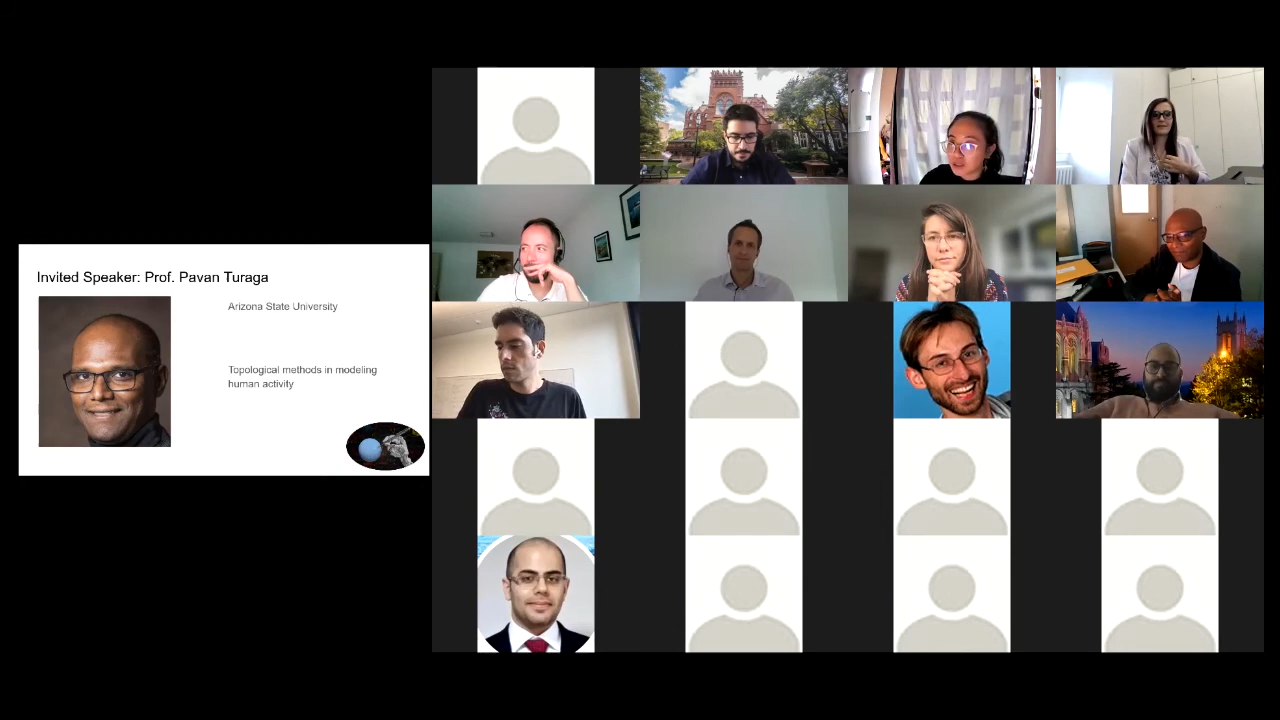 Invited Speaker: Prof. Pavan Turaga
Arizona State University
Topological methods in modeling
human activity